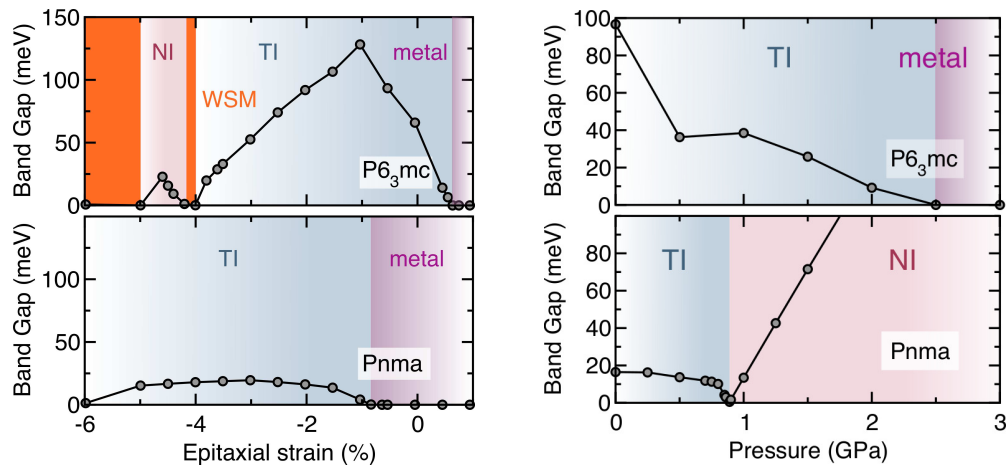 150
100
50
0
Band Gap (meV)
NI
TI
metal
WSM
P6₃mc
100
50
0
Band Gap (meV)
TI
metal
Pnma
-6
-4
-2
0
Epitaxial strain (%)
100
80
60
40
20
0
Band Gap (meV)
TI
metal
P6₃mc
80
60
40
20
0
Band Gap (meV)
TI
NI
Pnma
0
1
2
3
Pressure (GPa)